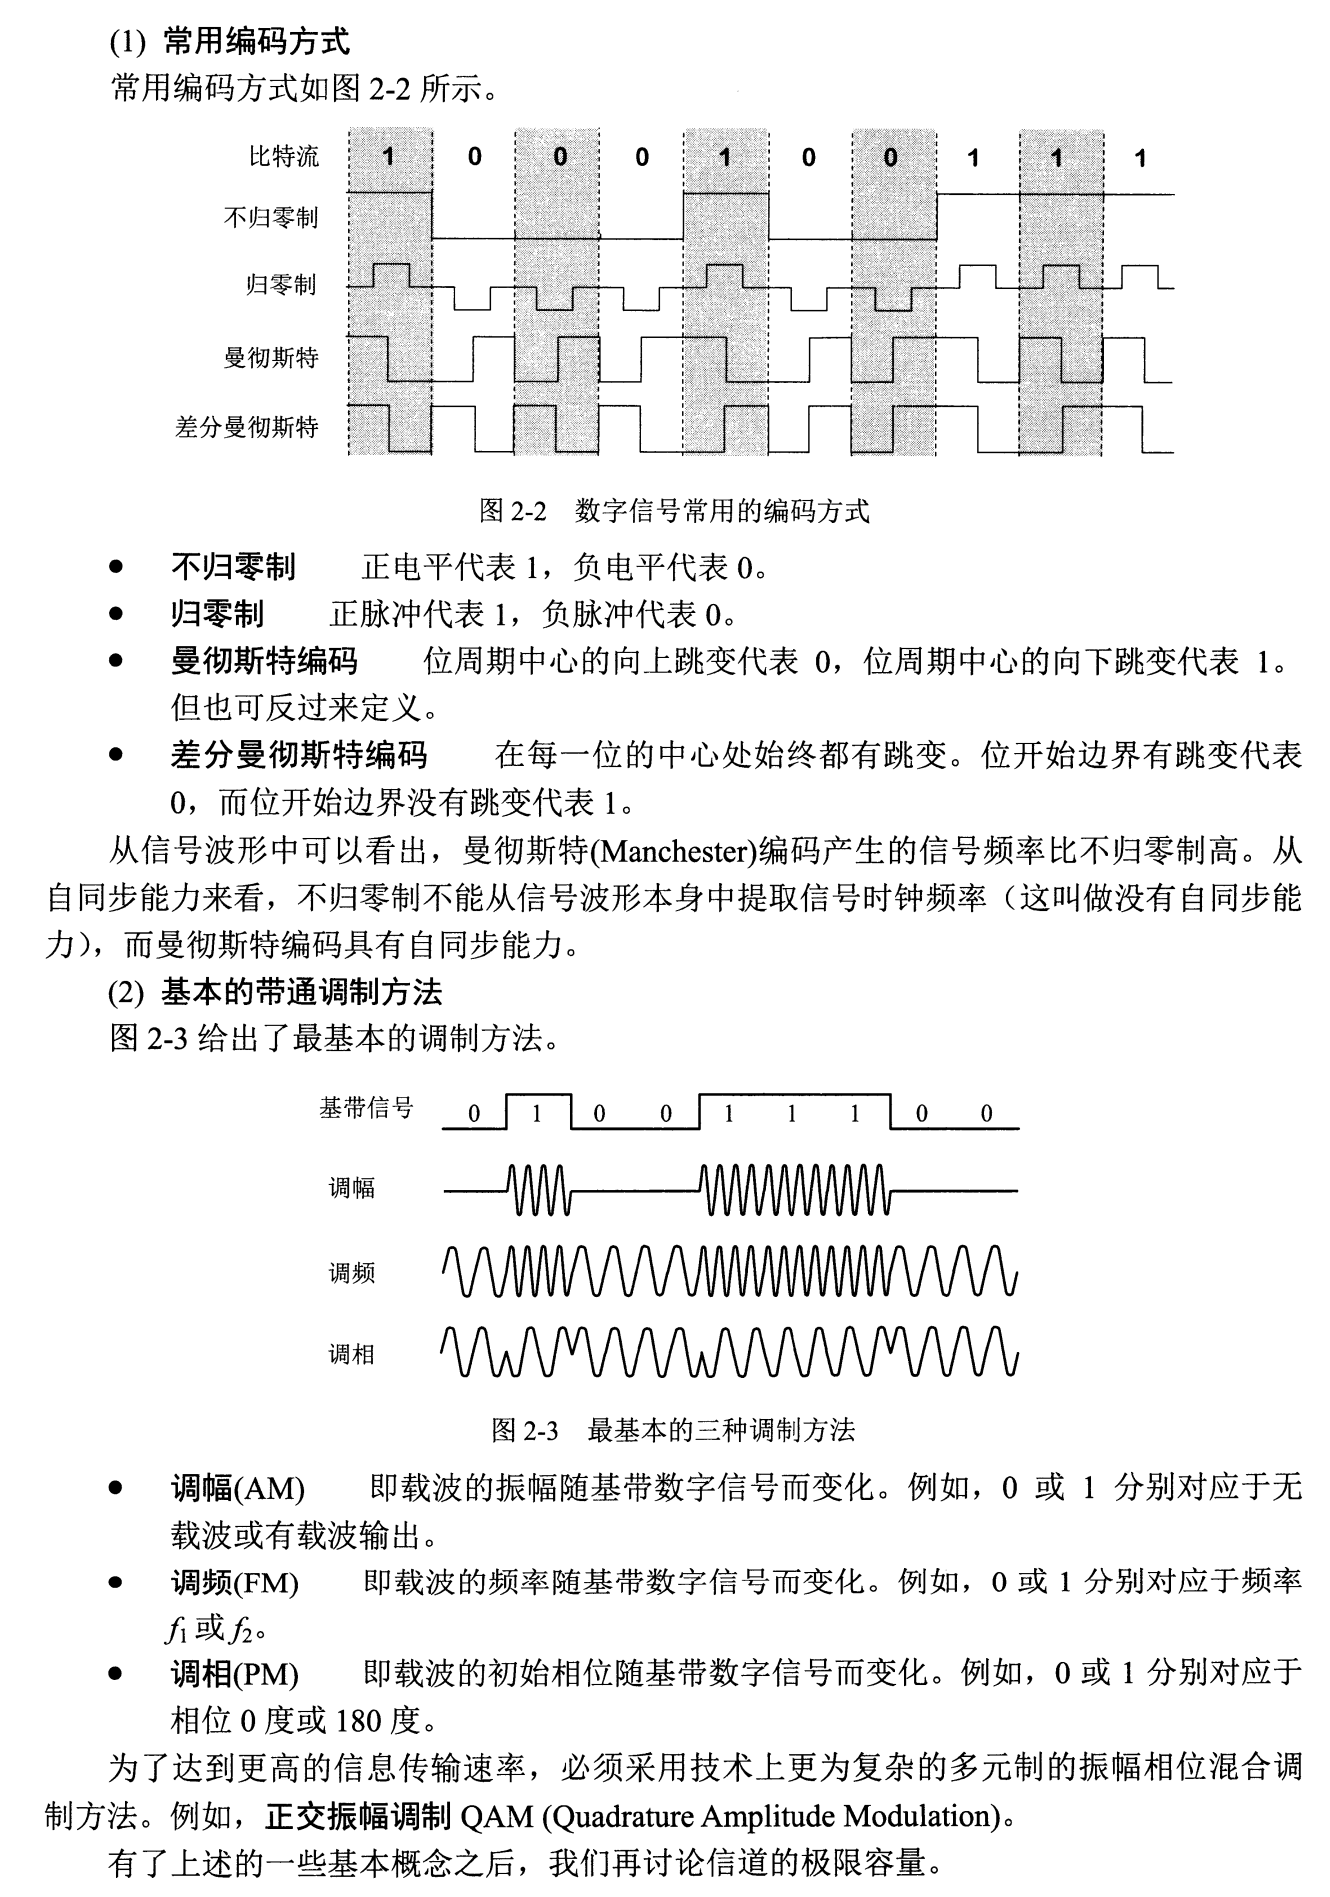 (1) 常用编码方式
常用编码方式如图 2-2 所示。
比特流 1 0 0 0 1 0 0 1 1 1
不归零制
归零制
曼彻斯特
差分曼彻斯特
图 2-2 数字信号常用的编码方式
● 不归零制 正电平代表 1，负电平代表 0。
● 归零制 正脉冲代表 1，负脉冲代表 0。
● 曼彻斯特编码 位周期中心的向上跳变代表 0，位周期中心的向下跳变代表 1。
但也可反过来定义。
● 差分曼彻斯特编码 在每一位的中心处始终都有跳变。位开始边界有跳变代表
0，而位开始边界没有跳变代表 1。
从信号波形中可以看出，曼彻斯特(Manchester)编码产生的信号频率比不归零制高。从
自同步能力来看，不归零制不能从信号波形本身中提取信号时钟频率（这叫做没有自同步能
力），而曼彻斯特编码具有自同步能力。
(2) 基本的带通调制方法
图 2-3 给出了最基本的调制方法。
基带信号 0 1 0 0 1 1 1 0 0
调幅
调频
调相
图 2-3 最基本的三种调制方法
● 调幅(AM) 即载波的振幅随基带数字信号而变化。例如，0 或 1 分别对应于无
载波或有载波输出。
● 调频(FM) 即载波的频率随基带数字信号而变化。例如，0 或 1 分别对应于频率
f1 或 f2。
● 调相(PM) 即载波的初始相位随基带数字信号而变化。例如，0 或 1 分别对应于
相位 0 度或 180 度。
为了达到更高的信息传输速率，必须采用技术上更为复杂的多元制的振幅相位混合调
制方法。例如，正交振幅调制 QAM (Quadrature Amplitude Modulation)。
有了上述的一些基本概念之后，我们再讨论信道的极限容量。